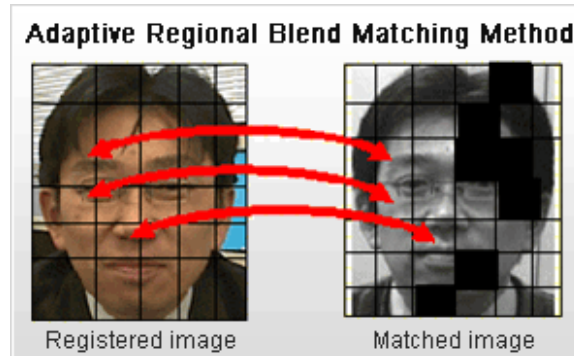 Adaptive Regional Blend Matching Method
Registered image
Matched image